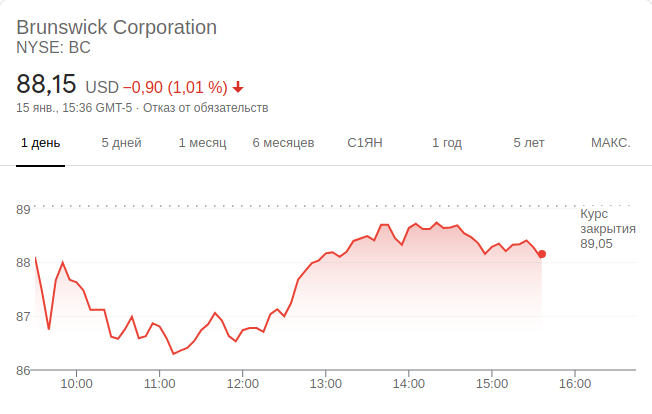 Brunswick Corporation
NYSE: BC
88,15 USD −0,90 (1,01 %) ↓
15 янв., 15:36 GMT-5 · Отказ от обязательств
1 день 5 дней 1 месяц 6 месяцев С1ЯН 1 год 5 лет МАКС.
89
Курс
закрытия
89,05
88
87
86
10:00 11:00 12:00 13:00 14:00 15:00 16:00